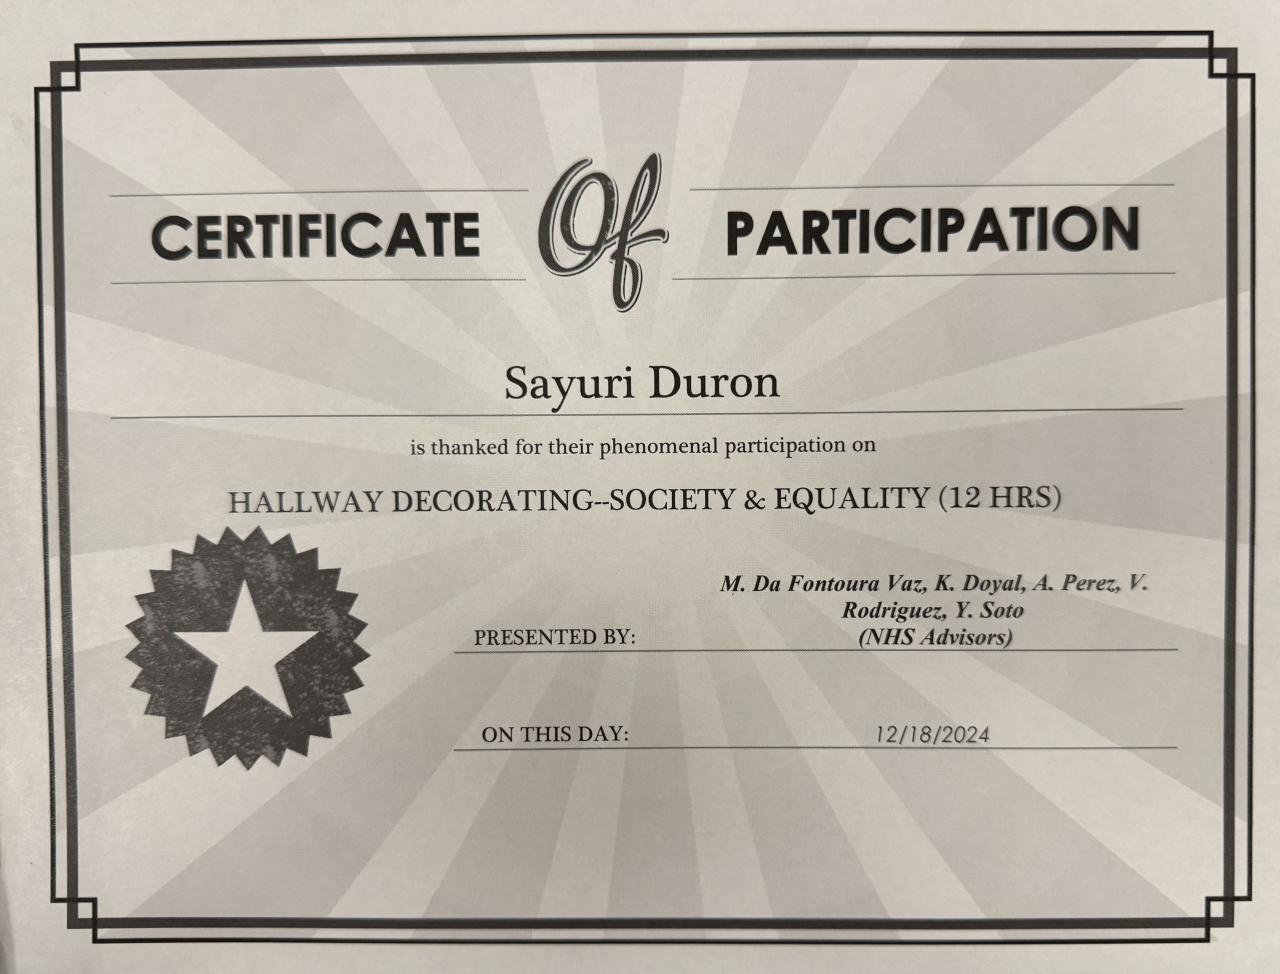 CERTIFICATE Of PARTICIPATION
Sayuri Duron
is thanked for their phenomenal participation on
HALLWAY DECORATING--SOCIETY & EQUALITY (12 HRS)
M. Da Fontoura Vaz, K. Doyal, A. Perez, V.
Rodriguez, Y. Soto
PRESENTED BY: (NHS Advisors)
ON THIS DAY: 12/18/2024